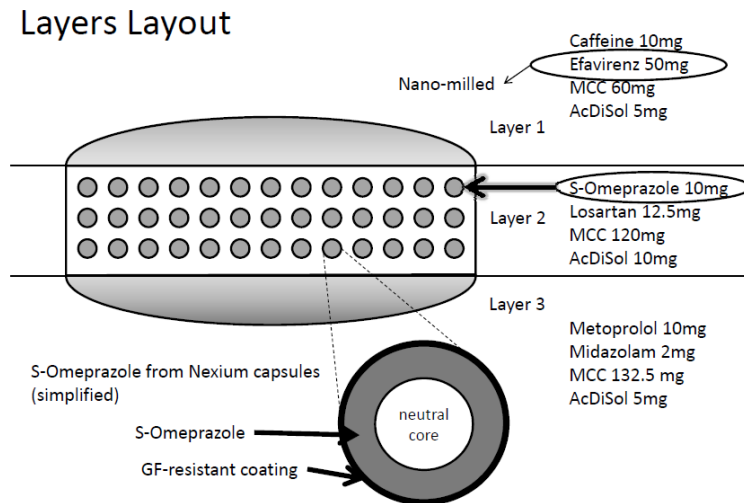 Layers Layout
Caffeine 10mg
Efavirenz 50mg
Nano-milled
MCC 60mg
AcDiSol 5mg
Layer 1
S-Omeprazole 10mg
Losartan 12.5mg
Layer 2
MCC 120mg
AcDiSol 10mg
Layer 3
Metoprolol 10mg
Midazolam 2mg
MCC 132.5 mg
AcDiSol 5mg
S-Omeprazole from Nexium capsules
(simplified)
neutral
core
S-Omeprazole
GF-resistant coating